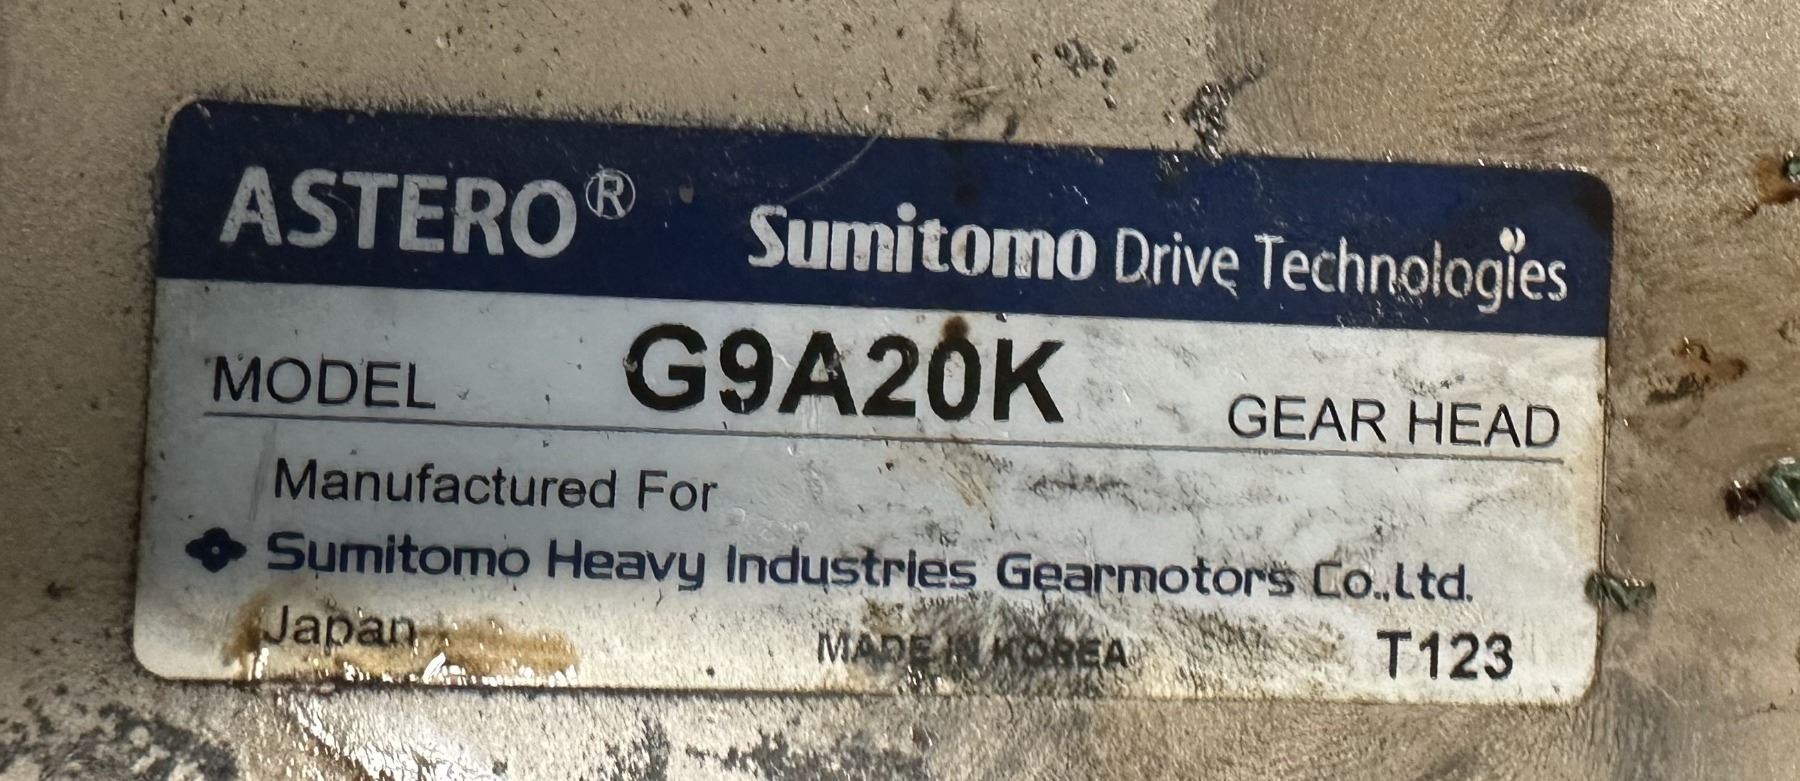 ASTERO® Sumitomo Drive Technologies
MODEL G9A20K GEAR HEAD
Manufactured For
Sumitomo Heavy Industries Gearmotors Co.,Ltd.
Japan MADE IN KOREA T123